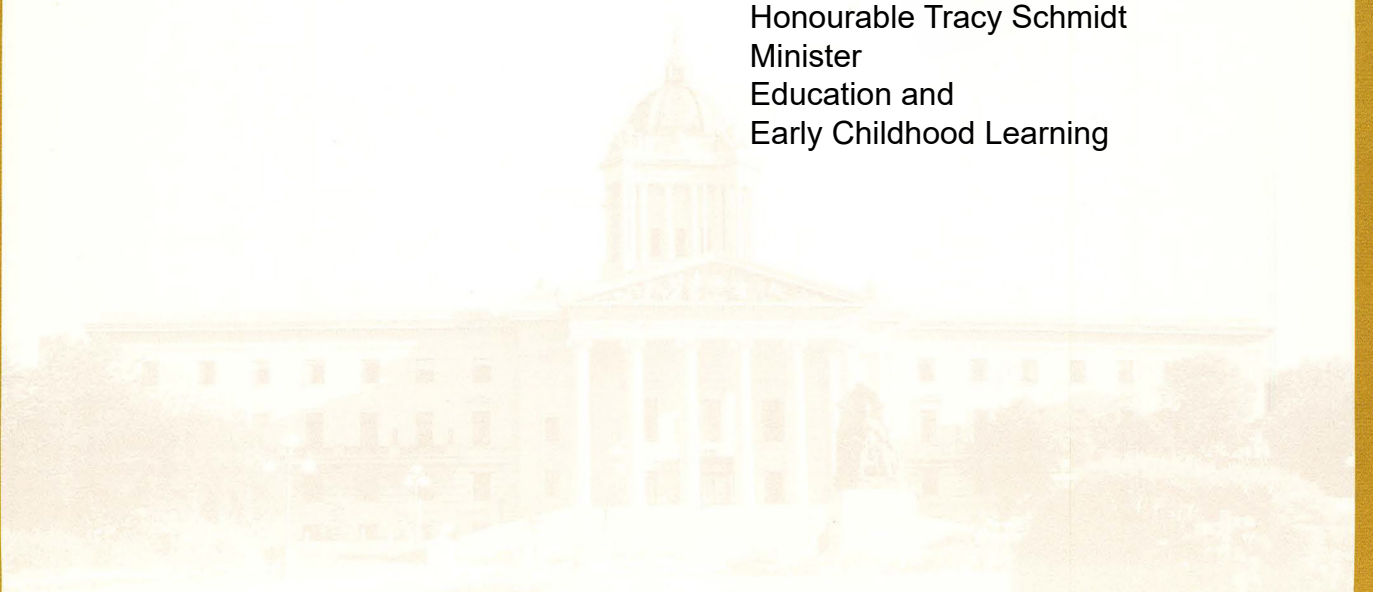 Honourable Tracy Schmidt
Minister
Education and
Early Childhood Learning